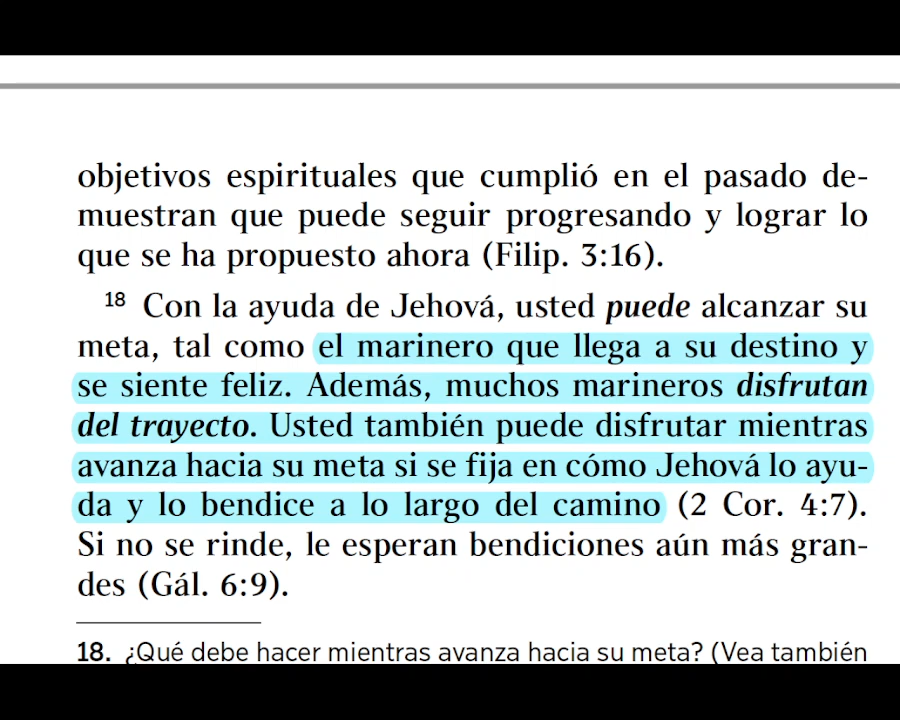 objetivos espirituales que cumplió en el pasado de-
muestran que puede seguir progresando y lograr lo
que se ha propuesto ahora (Filip. 3:16).
18 Con la ayuda de Jehová, usted puede alcanzar su
meta, tal como el marinero que llega a su destino y
se siente feliz. Además, muchos marineros disfrutan
del trayecto. Usted también puede disfrutar mientras
avanza hacia su meta si se fija en cómo Jehová lo ayu-
da y lo bendice a lo largo del camino (2 Cor. 4:7).
Si no se rinde, le esperan bendiciones aún más gran-
des (Gál. 6:9).
18. ¿Qué debe hacer mientras avanza hacia su meta? (Vea también